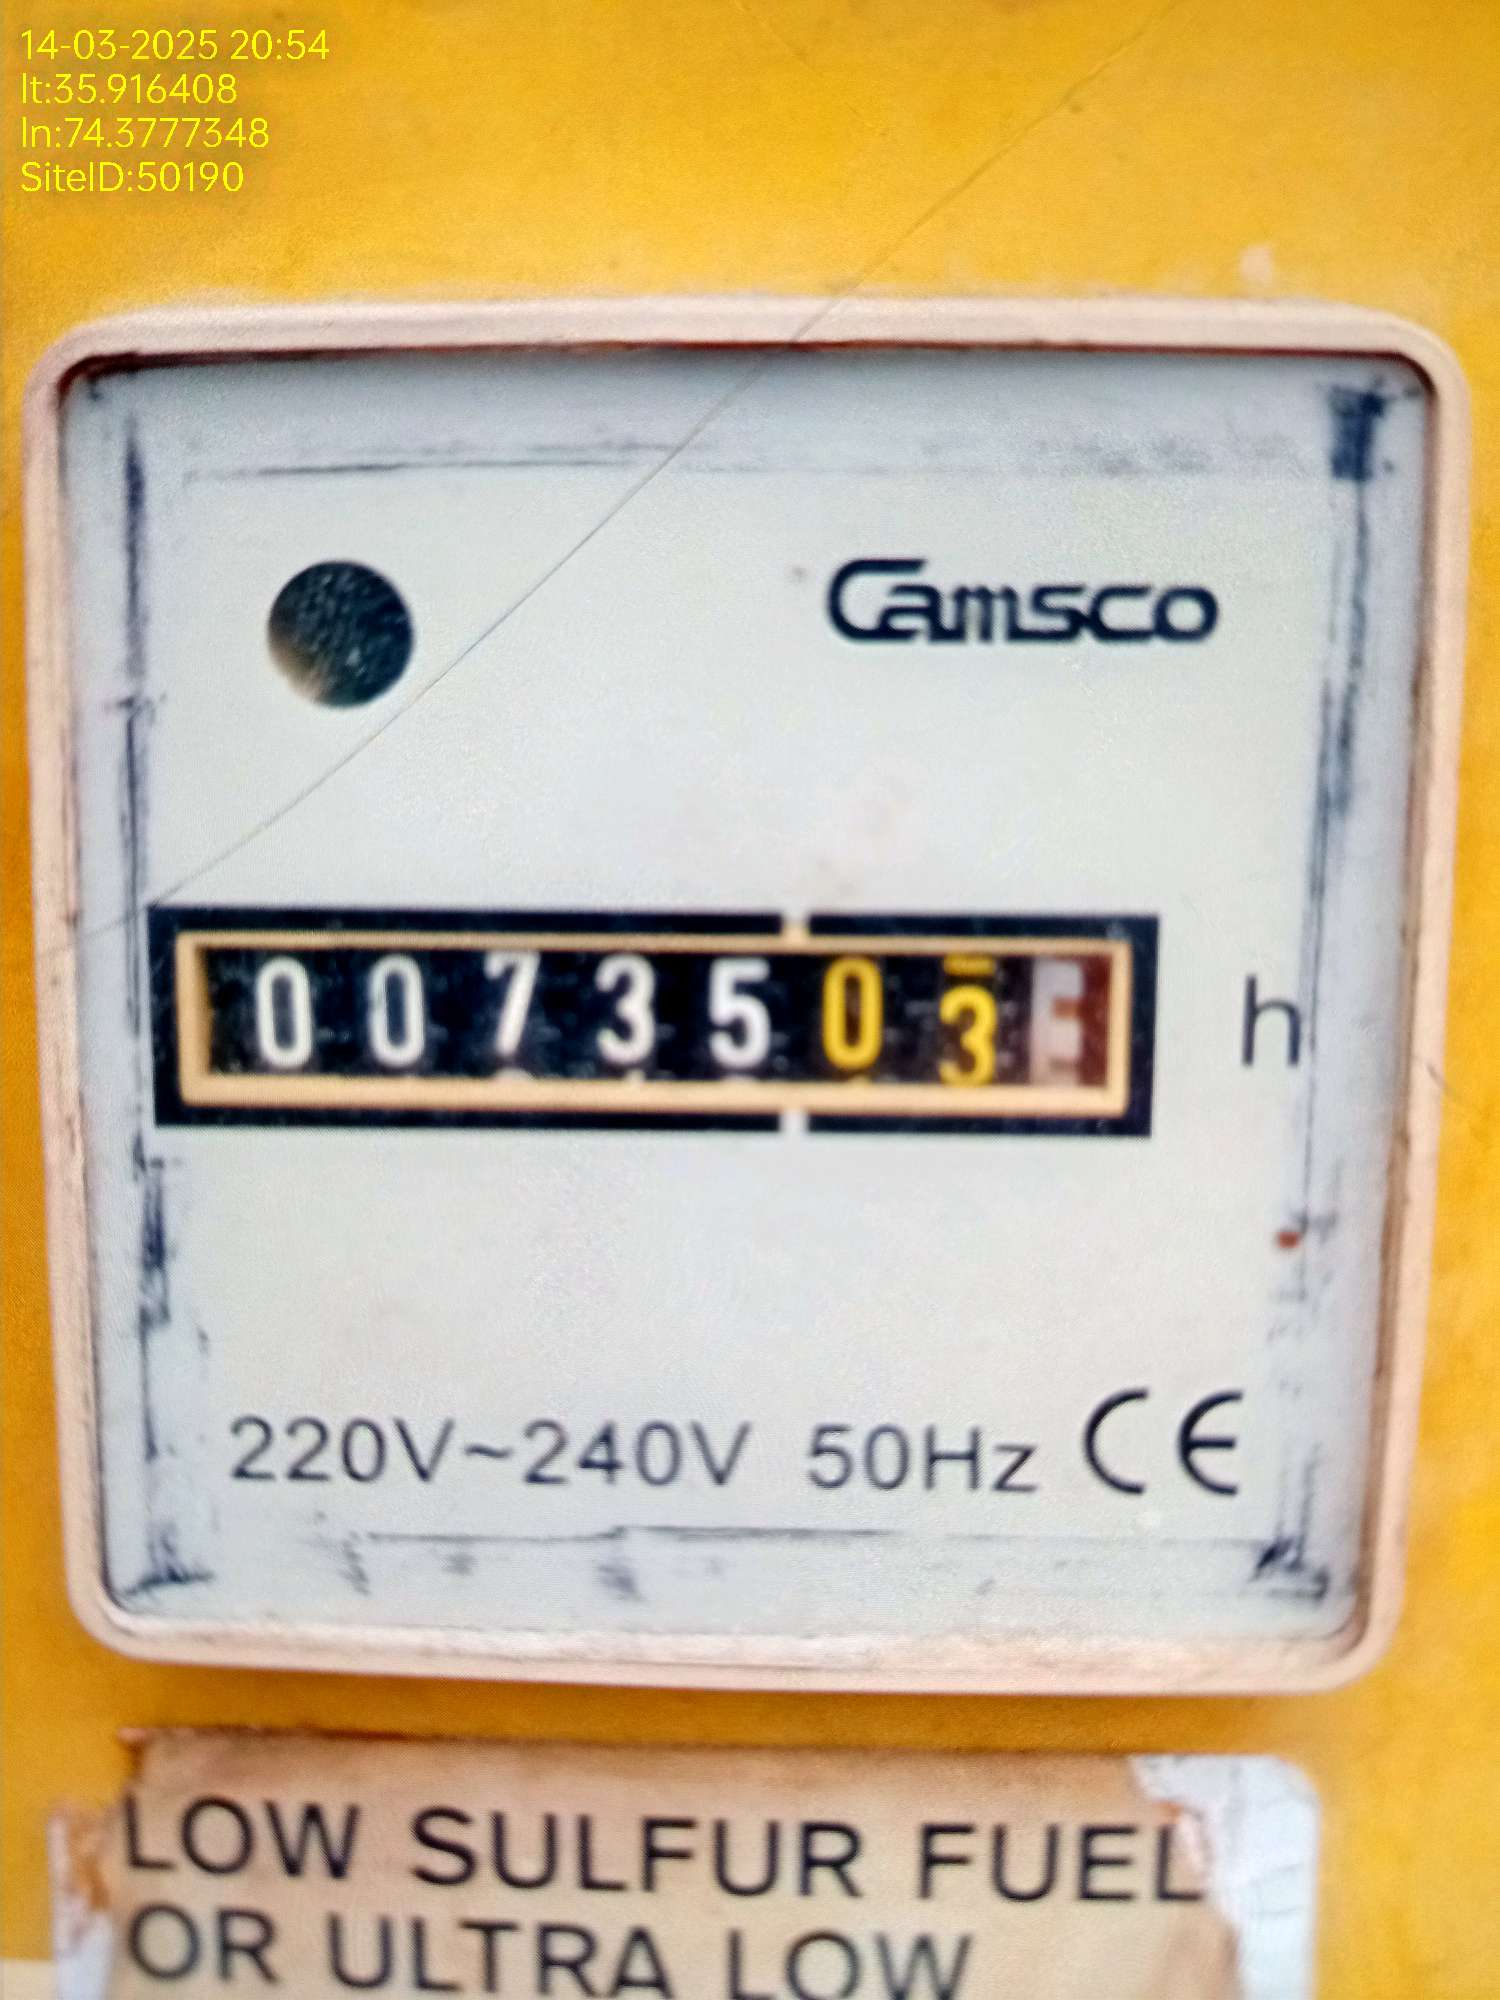 14-03-2025 20:54
lt:35.916408
ln:74.3777348
SiteID:50190
Camsco
0073503 h
220V~240V 50Hz CE
LOW SULFUR FUEL
OR ULTRA LOW